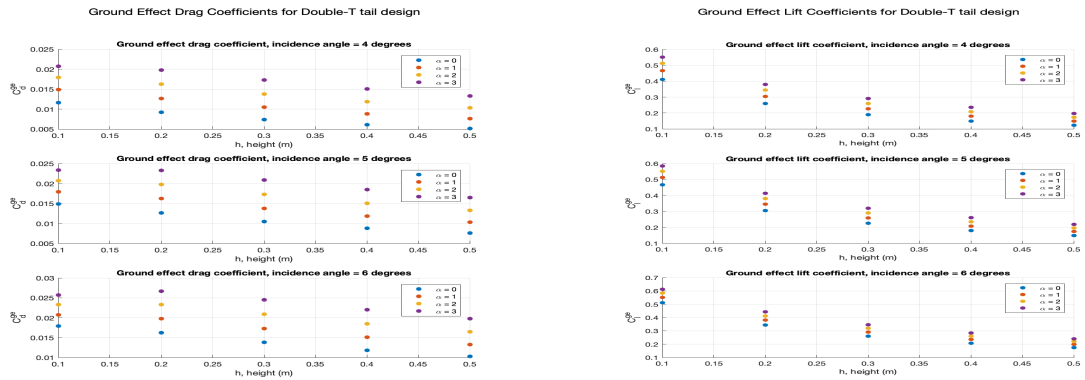 Ground Effect Drag Coefficients for Double-T tail design
Ground effect drag coefficient, incidence angle = 4 degrees
0.025
0.02
0.015
0.01
0.005
C_d^ge
0.1 0.15 0.2 0.25 0.3 0.35 0.4 0.45 0.5
h, height (m)
α = 0
α = 1
α = 2
α = 3
Ground effect drag coefficient, incidence angle = 5 degrees
0.025
0.02
0.015
0.01
0.005
C_d^ge
0.1 0.15 0.2 0.25 0.3 0.35 0.4 0.45 0.5
h, height (m)
α = 0
α = 1
α = 2
α = 3
Ground effect drag coefficient, incidence angle = 6 degrees
0.03
0.025
0.02
0.015
0.01
C_d^ge
0.1 0.15 0.2 0.25 0.3 0.35 0.4 0.45 0.5
h, height (m)
α = 0
α = 1
α = 2
α = 3
Ground Effect Lift Coefficients for Double-T tail design
Ground effect lift coefficient, incidence angle = 4 degrees
0.6
0.5
0.4
0.3
0.2
0.1
C_l^ge
0.1 0.15 0.2 0.25 0.3 0.35 0.4 0.45 0.5
h, height (m)
α = 0
α = 1
α = 2
α = 3
Ground effect lift coefficient, incidence angle = 5 degrees
0.6
0.5
0.4
0.3
0.2
0.1
C_l^ge
0.1 0.15 0.2 0.25 0.3 0.35 0.4 0.45 0.5
h, height (m)
α = 0
α = 1
α = 2
α = 3
Ground effect lift coefficient, incidence angle = 6 degrees
0.7
0.6
0.5
0.4
0.3
0.2
0.1
C_l^ge
0.1 0.15 0.2 0.25 0.3 0.35 0.4 0.45 0.5
h, height (m)
α = 0
α = 1
α = 2
α = 3